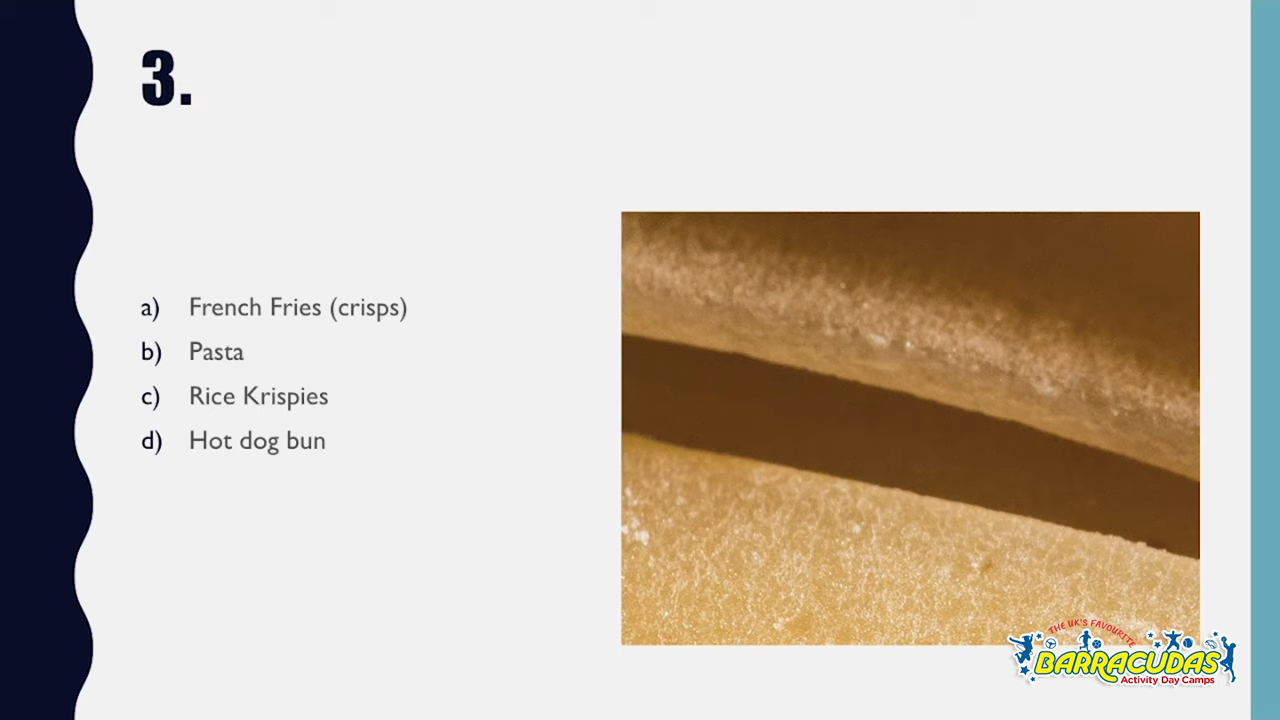 3.
a) French Fries (crisps)
b) Pasta
c) Rice Krispies
d) Hot dog bun
THE UK'S FAVOURITE
BARRACUDAS
Activity Day Camps